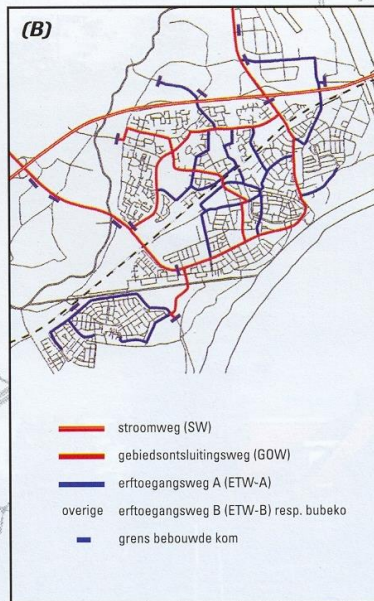 (B)
stroomweg (SW)
gebiedsontsluitingsweg (GOW)
erftoegangsweg A (ETW-A)
overige erftoegangsweg B (ETW-B) resp. bubeko
grens bebouwde kom